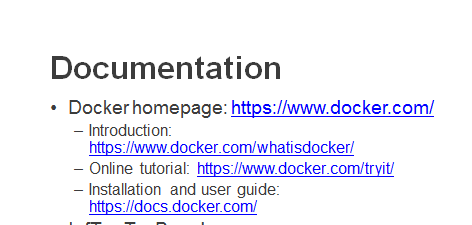 Documentation
• Docker homepage: https://www.docker.com/
– Introduction:
https://www.docker.com/whatisdocker/
– Online tutorial: https://www.docker.com/tryit/
– Installation and user guide:
https://docs.docker.com/